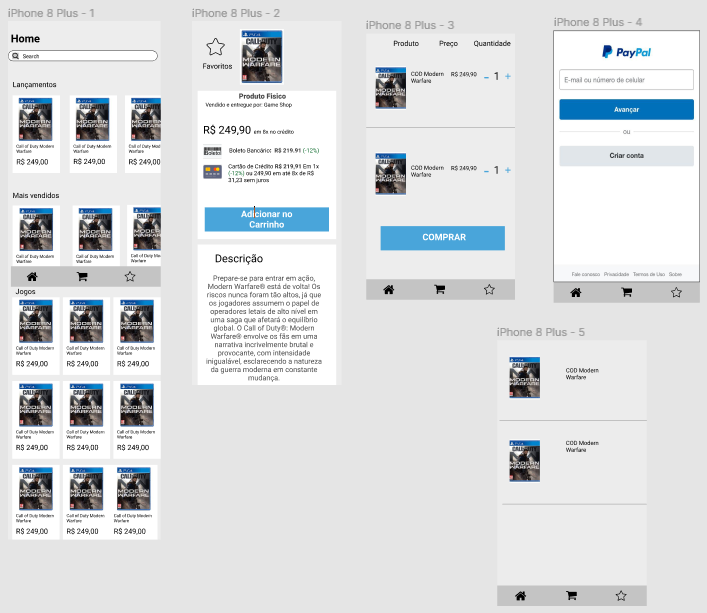 iPhone 8 Plus - 1
Home
Search
Lançamentos
Call of Duty Modern
Warfare
R$ 249,00
Call of Duty Modern
Warfare
R$ 249,00
Call of Duty Modern
Warfare
R$ 249,00
Mais vendidos
Call of Duty Modern
Call of Duty Modern
Call of Duty Modern
Jogos
Call of Duty Modern
Warfare
R$ 249,00
Call of Duty Modern
Warfare
R$ 249,00
Call of Duty Modern
Warfare
R$ 249,00
Call of Duty Modern
Warfare
R$ 249,00
Call of Duty Modern
Warfare
R$ 249,00
Call of Duty Modern
Warfare
R$ 249,00
Call of Duty Modern
Warfare
R$ 249,00
Call of Duty Modern
Warfare
R$ 249,00
Call of Duty Modern
Warfare
R$ 249,00
iPhone 8 Plus - 2
Favoritos
PS4
CALL OF DUTY
MODERN
WARFARE
Produto Fisico
Vendido e entregue por: Game Shop
R$ 249,90 em 8x no crédito
Boleto
Boleto Bancário: R$ 219.91 (-12%)
Cartão de Crédito R$ 219,91 Em 1x
(-12%) ou 249,90 em até 8x de R$
31,23 sem juros
Adicionar no
Carrinho
Descrição
Prepare-se para entrar em ação,
Modern Warfare® está de volta! Os
riscos nunca foram tão altos, já que
os jogadores assumem o papel de
operadores letais de alto nível em
uma saga que afetará o equilíbrio
global. O Call of Duty®: Modern
Warfare® envolve os fãs em uma
narrativa incrivelmente brutal e
provocante, com intensidade
inigualável, esclarecendo a natureza
da guerra moderna em constante
mudança.
iPhone 8 Plus - 3
Produto Preço Quantidade
COD Modern
Warfare
R$ 249,90
- 1 +
COD Modern
Warfare
R$ 249,90
- 1 +
COMPRAR
iPhone 8 Plus - 4
PayPal
E-mail ou número de celular
Avançar
ou
Criar conta
Fale conosco Privacidade Termos de Uso Sobre
iPhone 8 Plus - 5
COD Modern
Warfare
COD Modern
Warfare